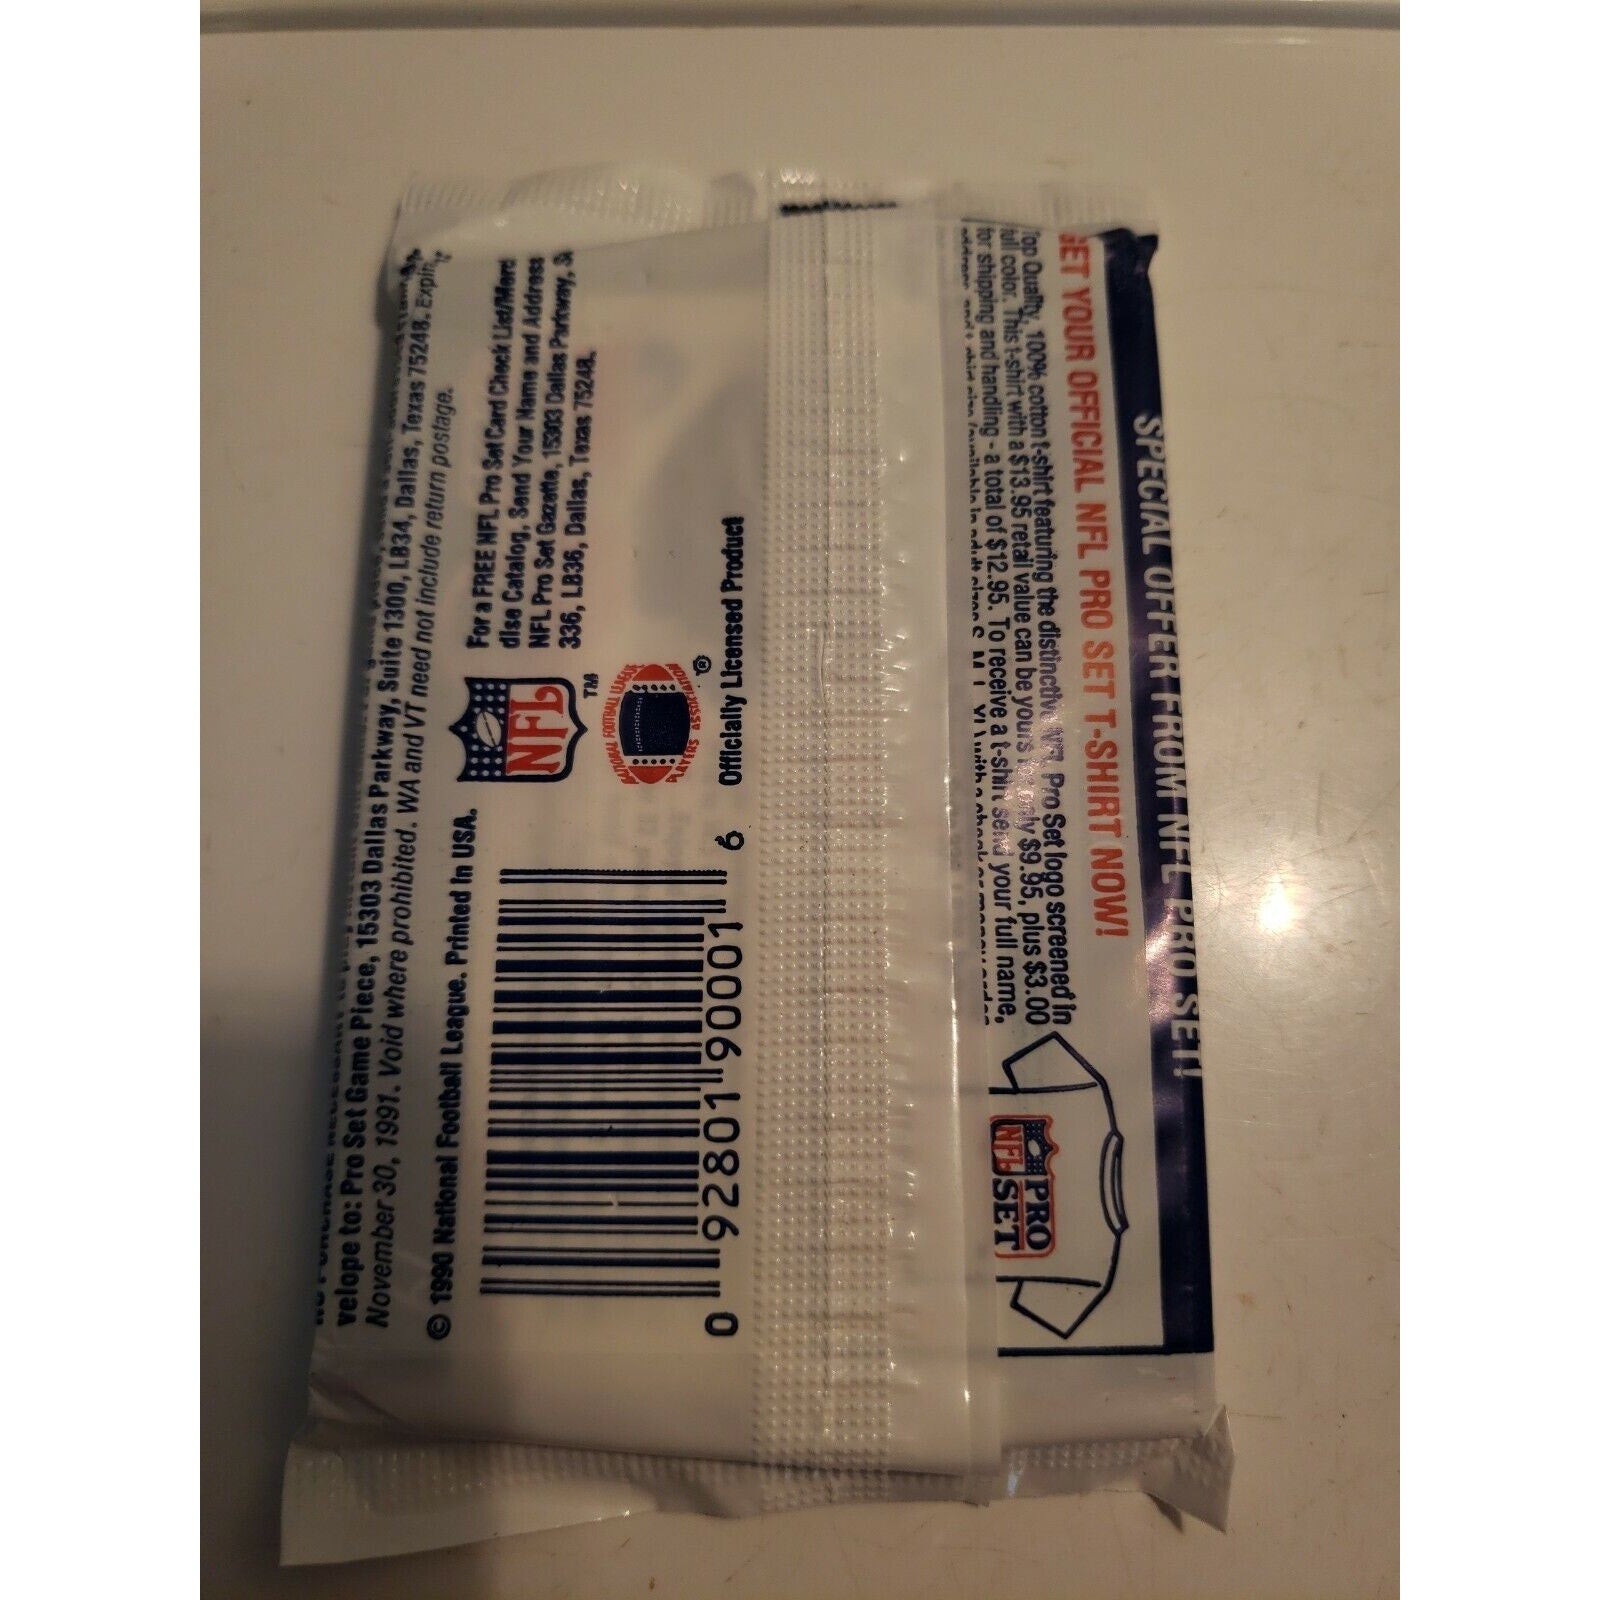 SPECIAL OFFER FROM NFL PRO SET!
GET YOUR OFFICIAL NFL PRO SET T-SHIRT NOW!
Top Quality, 100% cotton t-shirt featuring the distinctive NFL Pro Set logo screened in
full color. This t-shirt with a $13.95 retail value can be yours for only $9.95, plus $3.00
for shipping and handling - a total of $12.95. To receive a t-shirt send your full name,
PRO
NFL SET
velope to: Pro Set Game Piece, 15303 Dallas Parkway, Suite 1300, LB34, Dallas, Texas 75248.
November 30, 1991. Void where prohibited. WA and VT need not include return postage.
© 1990 National Football League. Printed in USA.
NFL
TM
For a FREE NFL Pro Set Card Check List/Merc
dise Catalog, Send Your Name and Address
NFL Pro Set Gazette, 15303 Dallas Parkway, S
336, LB36, Dallas, Texas 75248.
NATIONAL FOOTBALL LEAGUE
PLAYERS ASSOCIATION
®
Officially Licensed Product
0 92801 90001 6